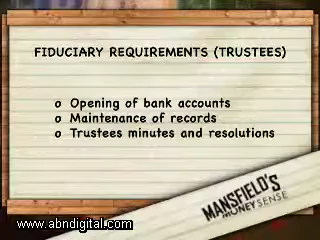 FIDUCIARY REQUIREMENTS (TRUSTEES)
o Opening of bank accounts
o Maintenance of records
o Trustees minutes and resolutions
MANSFIELD'S
MONEYSENSE
www.abndigital.com